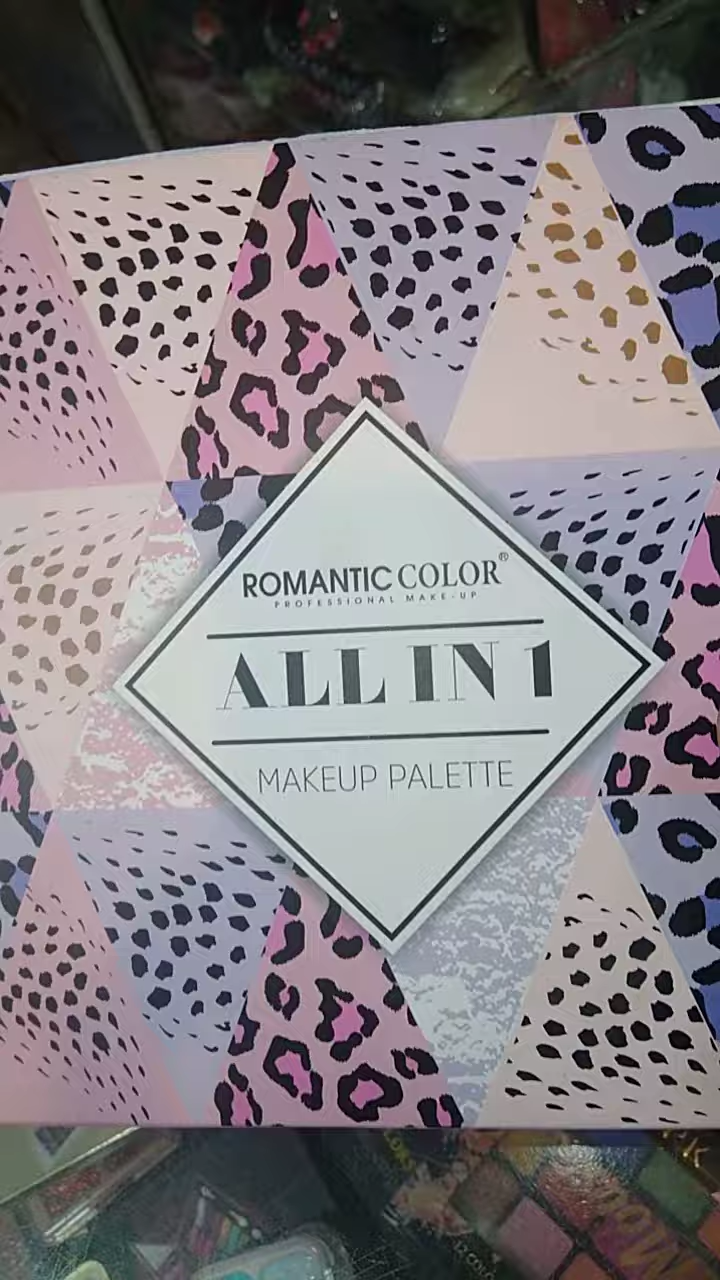 ROMANTIC COLOR®
PROFESSIONAL MAKE-UP
ALL IN 1
MAKEUP PALETTE